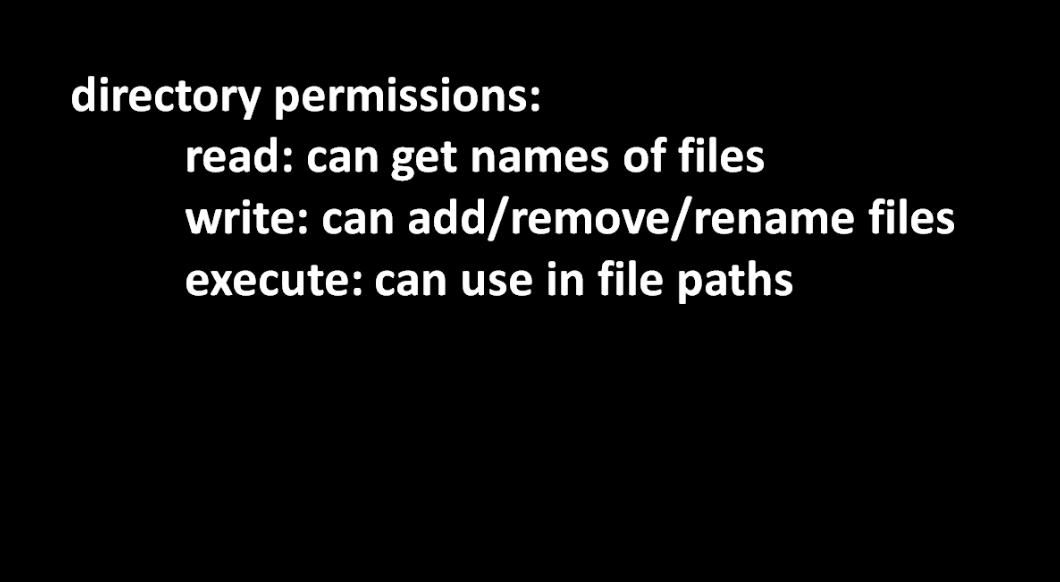 directory permissions:
read: can get names of files
write: can add/remove/rename files
execute: can use in file paths